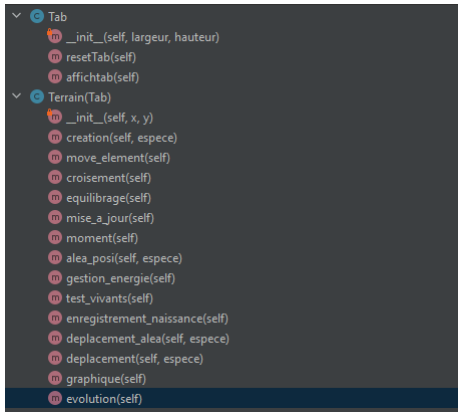 Tab
__init__(self, largeur, hauteur)
resetTab(self)
affichtab(self)
Terrain(Tab)
__init__(self, x, y)
creation(self, espece)
move_element(self)
croisement(self)
equilibrage(self)
mise_a_jour(self)
moment(self)
alea_posi(self, espece)
gestion_energie(self)
test_vivants(self)
enregistrement_naissance(self)
deplacement_alea(self)
deplacement(self, espece)
graphique(self)
evolution(self)